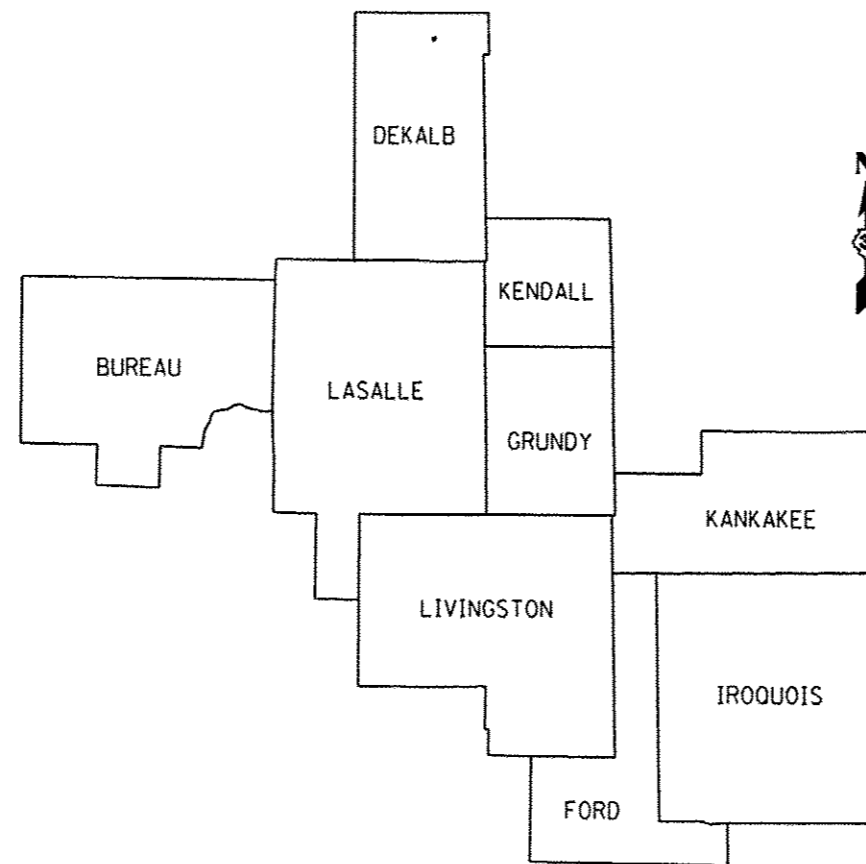 N
DEKALB
KENDALL
BUREAU
LASALLE
GRUNDY
KANKAKEE
LIVINGSTON
IROQUOIS
FORD